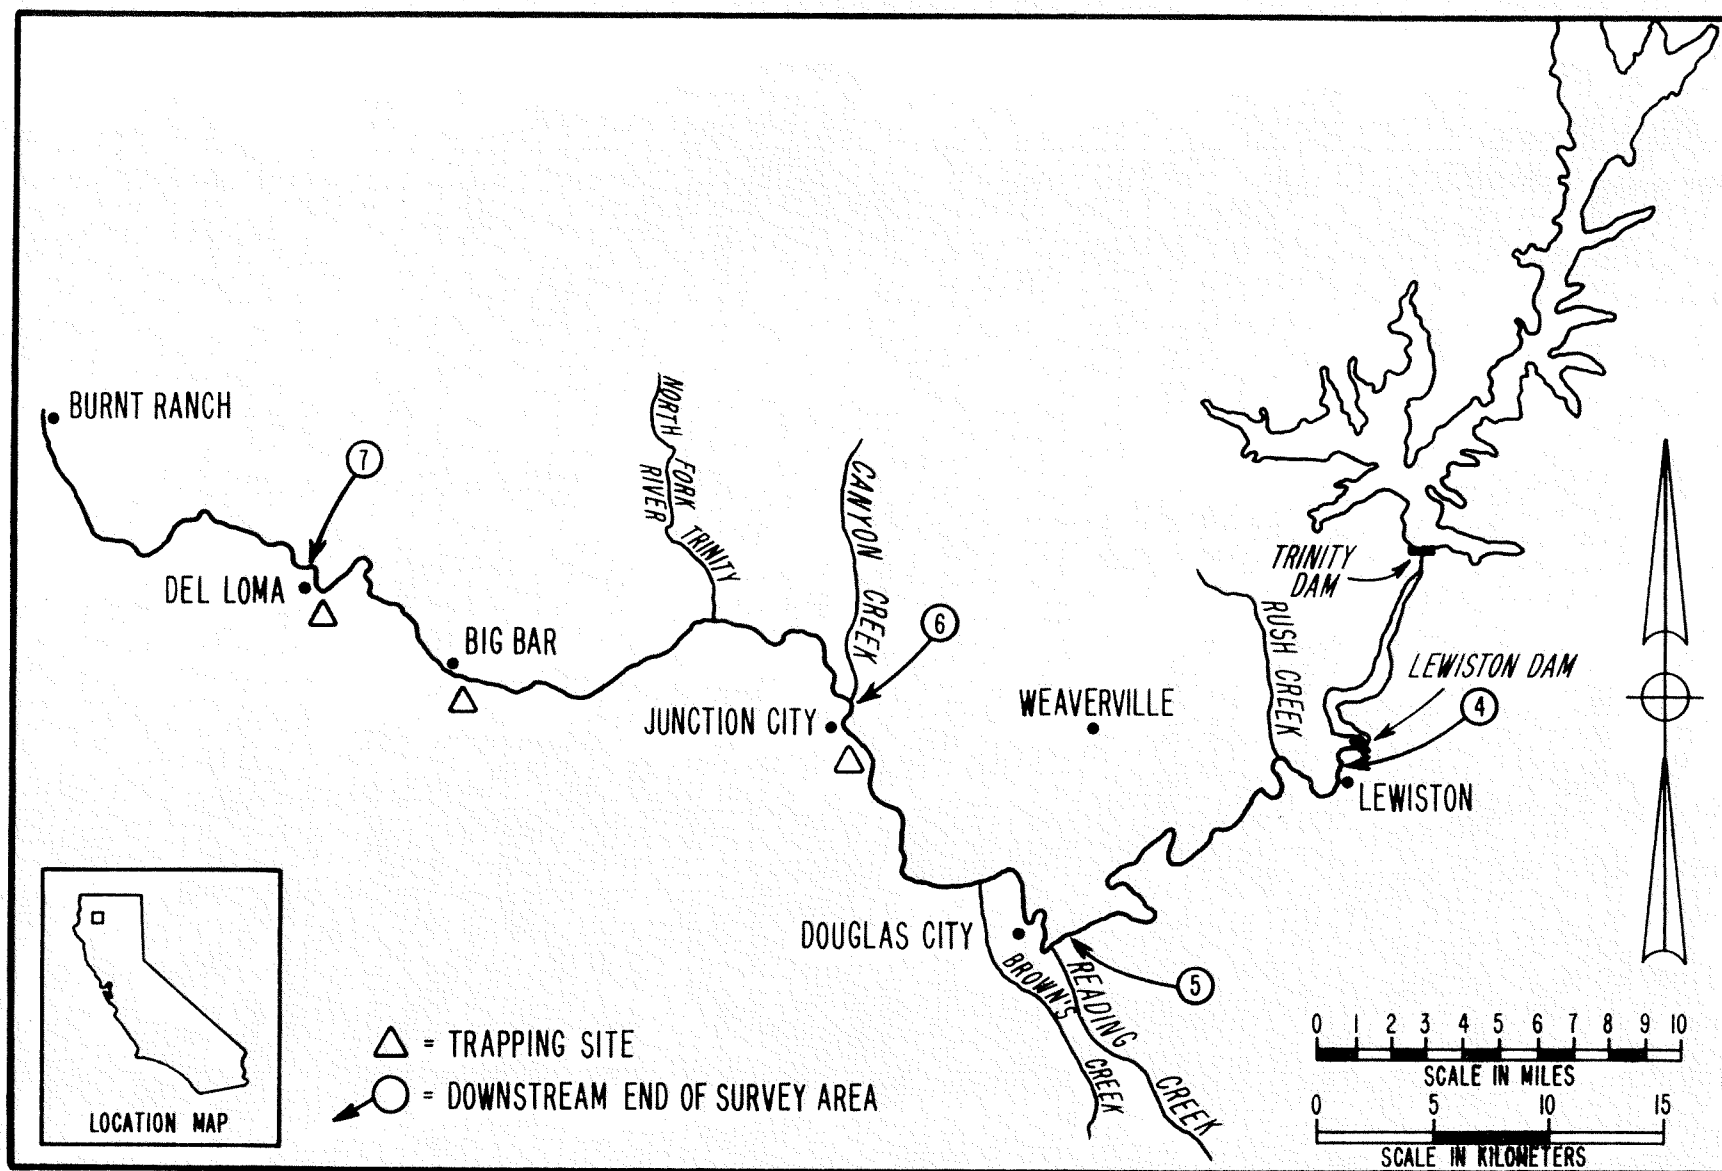 BURNT RANCH
7
DEL LOMA
BIG BAR
NORTH FORK TRINITY
RIVER
CANYON CREEK
6
JUNCTION CITY
WEAVERVILLE
TRINITY
DAM
RUSH CREEK
LEWISTON DAM
4
LEWISTON
DOUGLAS CITY
BROWN'S CREEK
READING CREEK
5
△ = TRAPPING SITE
= DOWNSTREAM END OF SURVEY AREA
LOCATION MAP
0 1 2 3 4 5 6 7 8 9 10
SCALE IN MILES
0 5 10 15
SCALE IN KILOMETERS